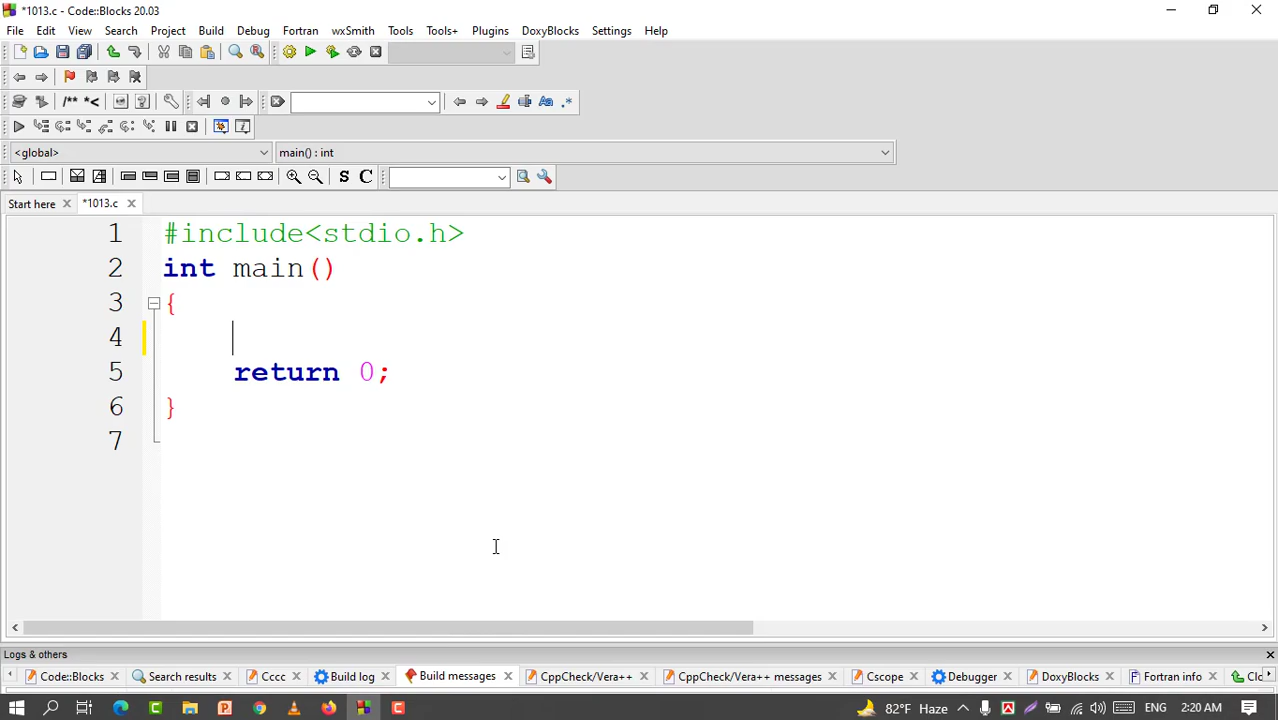 *1013.c - Code::Blocks 20.03
File Edit View Search Project Build Debug Fortran wxSmith Tools Tools+ Plugins DoxyBlocks Settings Help
/** *<
<global> main() : int
S C
Start here *1013.c
1 #include<stdio.h>
2 int main()
3 {
4
5 return 0;
6 }
7
Logs & others
Code::Blocks Search results Cccc Build log Build messages CppCheck/Vera++ CppCheck/Vera++ messages Cscope Debugger DoxyBlocks Fortran info Clo
82°F Haze ENG 2:20 AM